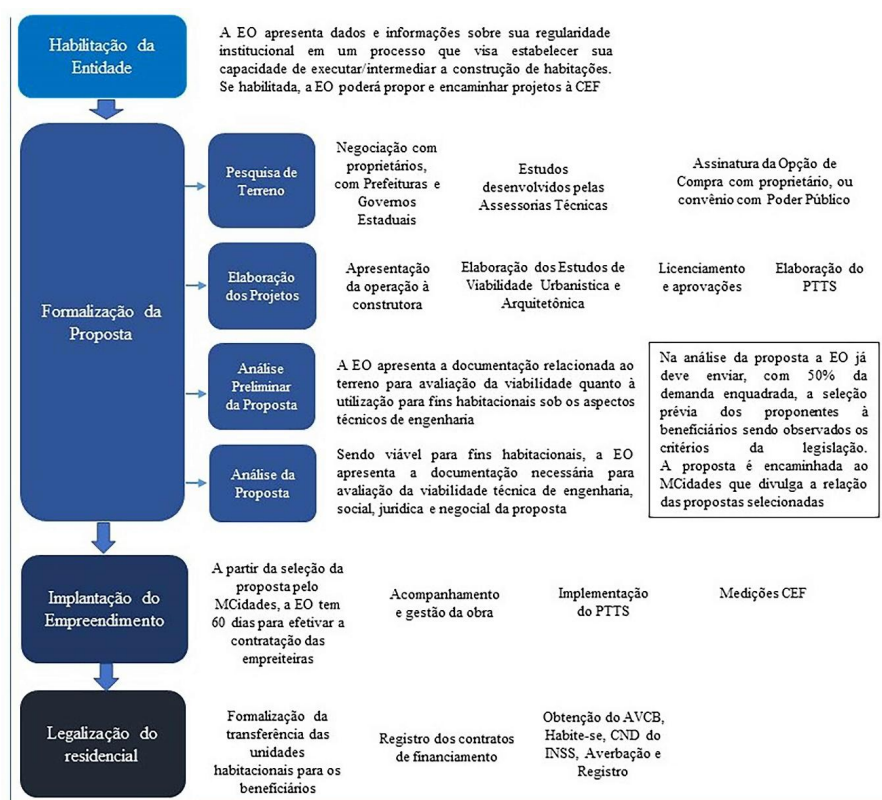 Habilitação da
Entidade
A EO apresenta dados e informações sobre sua regularidade
institucional em um processo que visa estabelecer sua
capacidade de executar/intermediar a construção de habitações.
Se habilitada, a EO poderá propor e encaminhar projetos à CEF
Formalização da
Proposta
Pesquisa de
Terreno
Negociação com
proprietários,
com Prefeituras e
Governos
Estaduais
Estudos
desenvolvidos pelas
Assessorias Técnicas
Assinatura da Opção de
Compra com proprietário, ou
convênio com Poder Público
Elaboração
dos Projetos
Apresentação
da operação à
construtora
Elaboração dos Estudos de
Viabilidade Urbanística e
Arquitetônica
Licenciamento
e aprovações
Elaboração do
PTTS
Análise
Preliminar
da Proposta
A EO apresenta a documentação relacionada ao
terreno para avaliação da viabilidade quanto à
utilização para fins habitacionais sob os aspectos
técnicos de engenharia
Na análise da proposta a EO já
deve enviar, com 50% da
demanda enquadrada, a seleção
prévia dos proponentes à
beneficiários sendo observados os
critérios da legislação.
A proposta é encaminhada ao
MCidades que divulga a relação
das propostas selecionadas
Análise da
Proposta
Sendo viável para fins habitacionais, a EO
apresenta a documentação necessária para
avaliação da viabilidade técnica de engenharia,
social, jurídica e negocial da proposta
Implantação do
Empreendimento
A partir da seleção da
proposta pelo
MCidades, a EO tem
60 dias para efetivar a
contratação das
empreiteiras
Acompanhamento
e gestão da obra
Implementação
do PTTS
Medições CEF
Legalização do
residencial
Formalização da
transferência das
unidades
habitacionais para os
beneficiários
Registro dos contratos
de financiamento
Obtenção do AVCB,
Habite-se, CND do
INSS, Averbação e
Registro